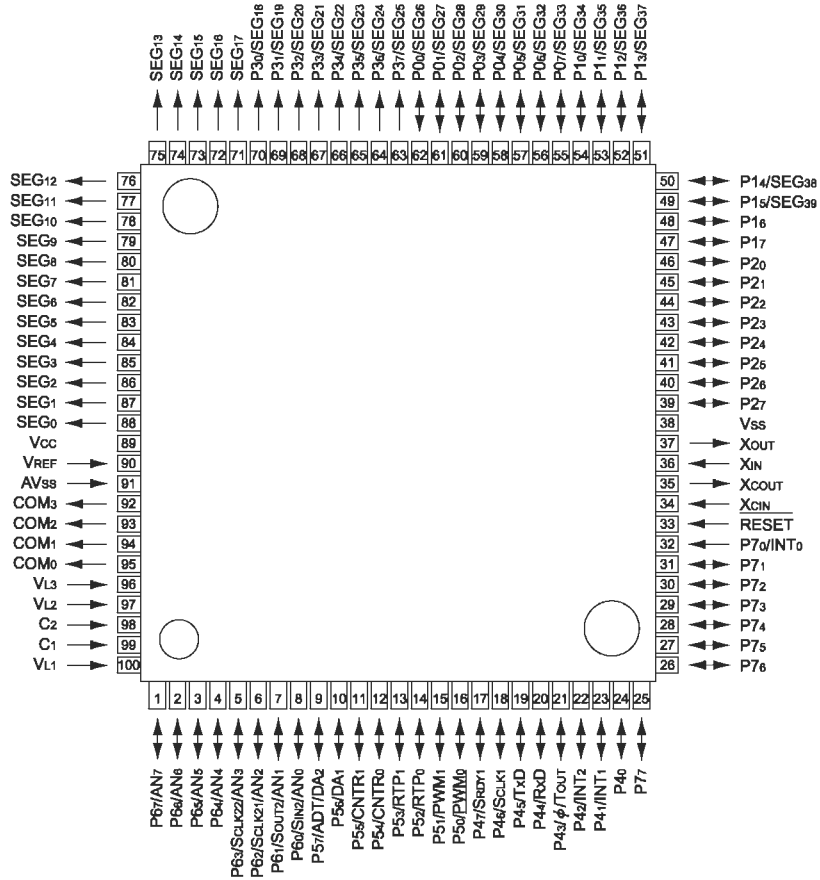 SEG13
SEG14
SEG15
SEG16
SEG17
P30/SEG18
P31/SEG19
P32/SEG20
P33/SEG21
P34/SEG22
P35/SEG23
P36/SEG24
P37/SEG25
P00/SEG26
P01/SEG27
P02/SEG28
P03/SEG29
P04/SEG30
P05/SEG31
P06/SEG32
P07/SEG33
P10/SEG34
P11/SEG35
P12/SEG36
P13/SEG37
75 74 73 72 71 70 69 68 67 66 65 64 63 62 61 60 59 58 57 56 55 54 53 52 51
SEG12 76
SEG11 77
SEG10 78
SEG9 79
SEG8 80
SEG7 81
SEG6 82
SEG5 83
SEG4 84
SEG3 85
SEG2 86
SEG1 87
SEG0 88
VCC 89
VREF 90
AVSS 91
COM3 92
COM2 93
COM1 94
COM0 95
VL3 96
VL2 97
C2 98
C1 99
VL1 100
50 P14/SEG38
49 P15/SEG39
48 P16
47 P17
46 P20
45 P21
44 P22
43 P23
42 P24
41 P25
40 P26
39 P27
38 VSS
37 XOUT
36 XIN
35 XCOUT
34 XCIN
33 RESET
32 P70/INT0
31 P71
30 P72
29 P73
28 P74
27 P75
26 P76
1 2 3 4 5 6 7 8 9 10 11 12 13 14 15 16 17 18 19 20 21 22 23 24 25
P67/AN7
P66/AN6
P65/AN5
P64/AN4
P63/SCLK22/AN3
P62/SCLK21/AN2
P61/SOUT2/AN1
P60/SIN2/AN0
P57/ADT/DA2
P56/DA1
P55/CNTR1
P54/CNTR0
P53/RTP1
P52/RTP0
P51/PWM1
P50/PWM0
P47/SRDY1
P46/SCLK1
P45/TxD
P44/RxD
P43/ϕ/TOUT
P42/INT2
P41/INT1
P40
P77